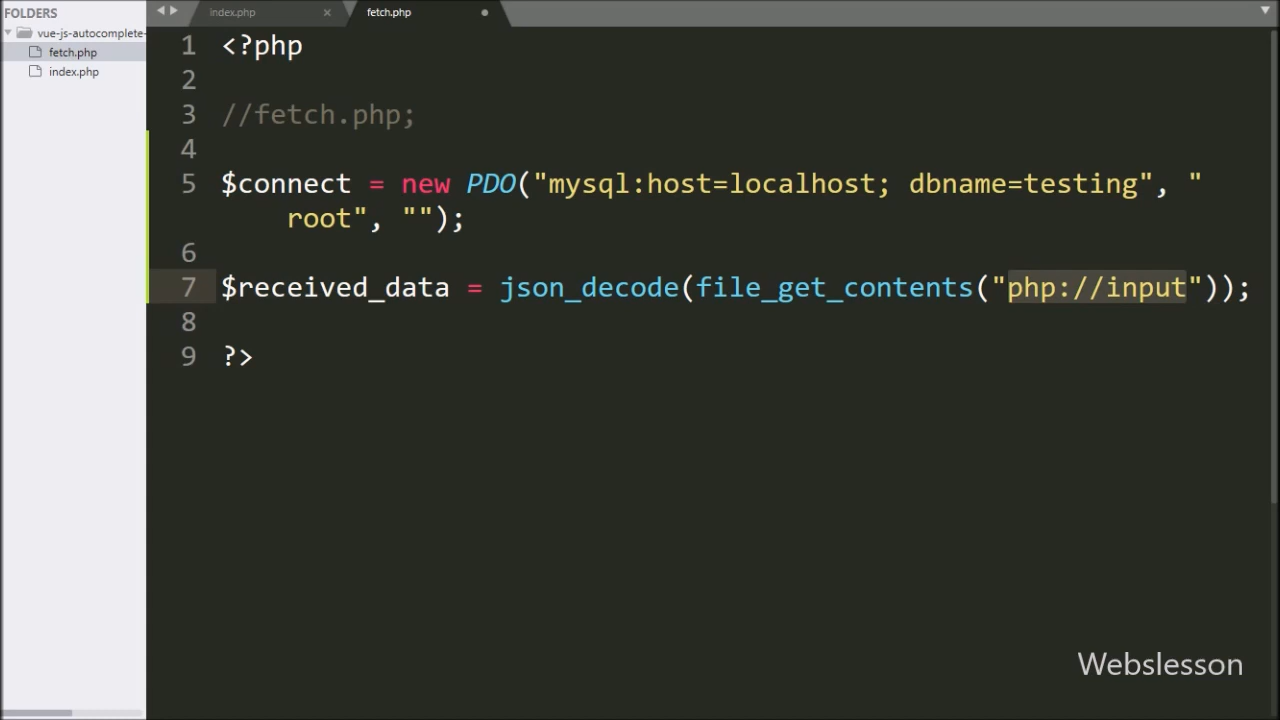 FOLDERS
vue-js-autocomplete-
fetch.php
index.php
index.php ×
fetch.php
1 <?php
2
3 //fetch.php;
4
5 $connect = new PDO("mysql:host=localhost; dbname=testing", "
root", "");
6
7 $received_data = json_decode(file_get_contents("php://input"));
8
9 ?>
Webslesson